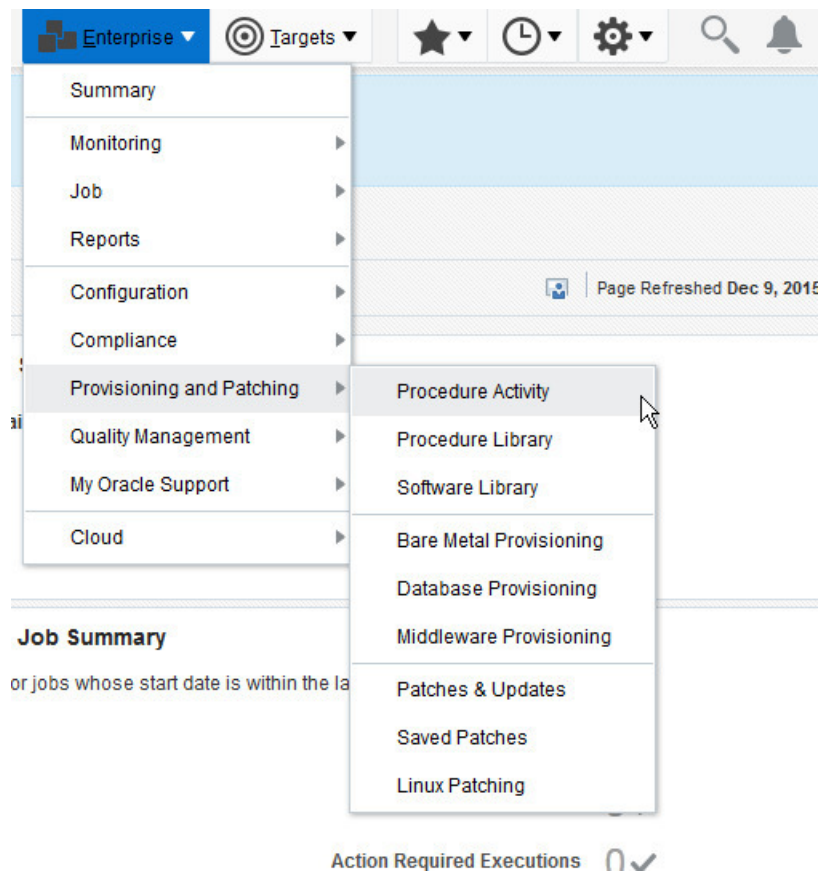 Enterprise Targets
Summary
Monitoring
Job
Reports
Configuration
Page Refreshed Dec 9, 2015
Compliance
Provisioning and Patching
Procedure Activity
Quality Management
Procedure Library
My Oracle Support
Software Library
Cloud
Bare Metal Provisioning
Database Provisioning
Job Summary
Middleware Provisioning
or jobs whose start date is within the la
Patches & Updates
Saved Patches
Linux Patching
Action Required Executions 0